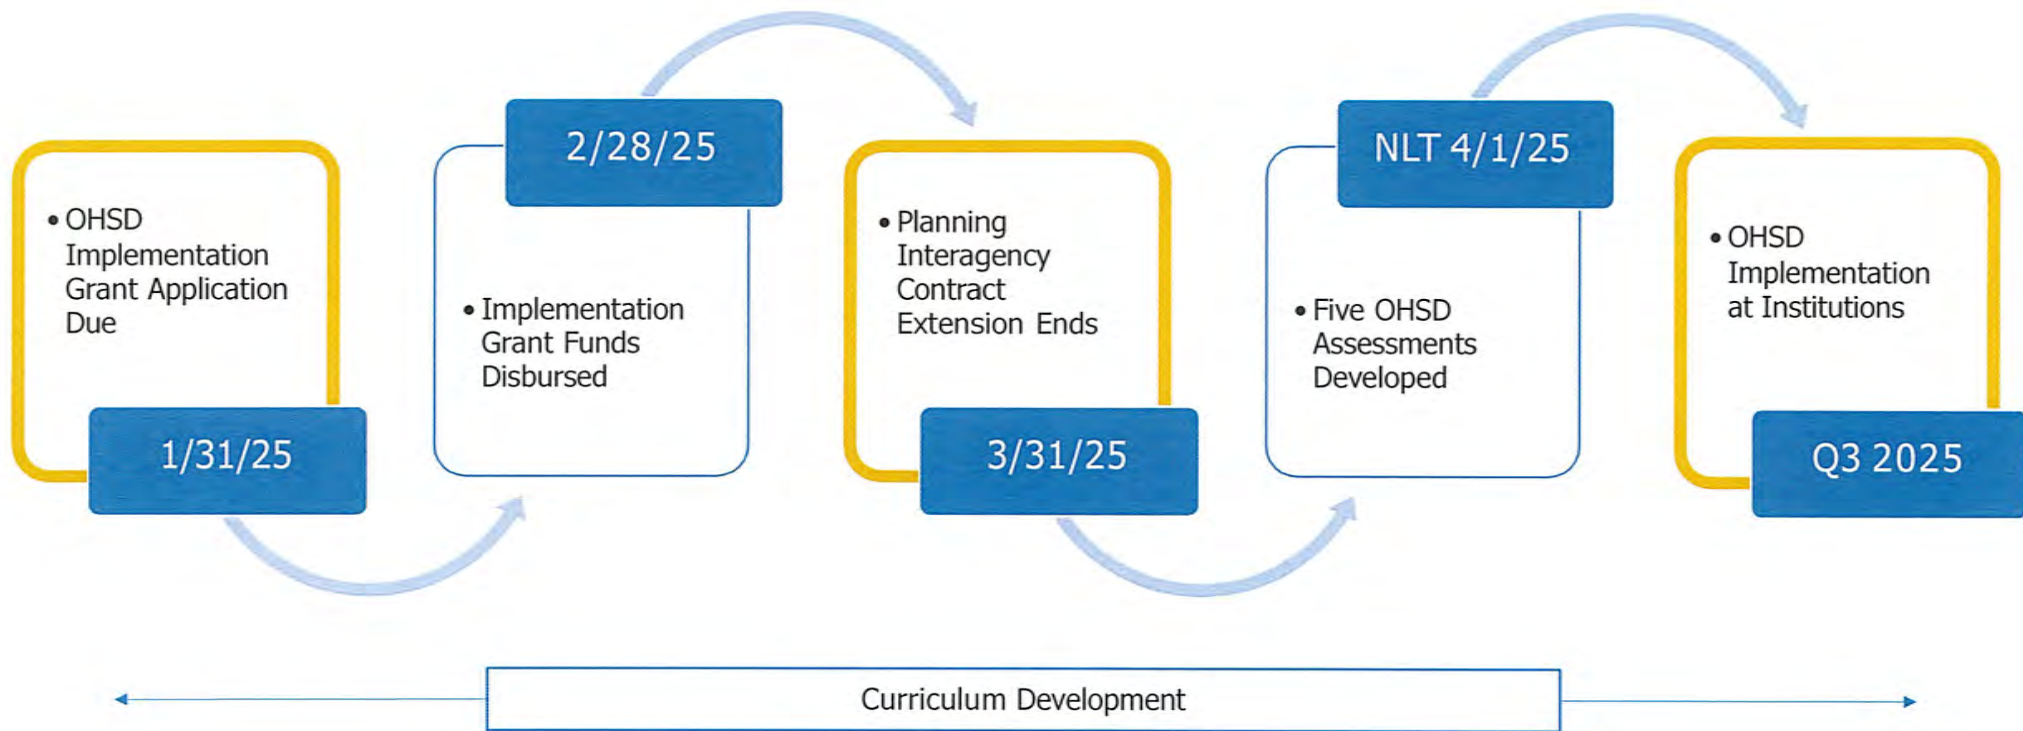 • OHSD
Implementation
Grant Application
Due
1/31/25
2/28/25
• Implementation
Grant Funds
Disbursed
• Planning
Interagency
Contract
Extension Ends
3/31/25
NLT 4/1/25
• Five OHSD
Assessments
Developed
• OHSD
Implementation
at Institutions
Q3 2025
Curriculum Development